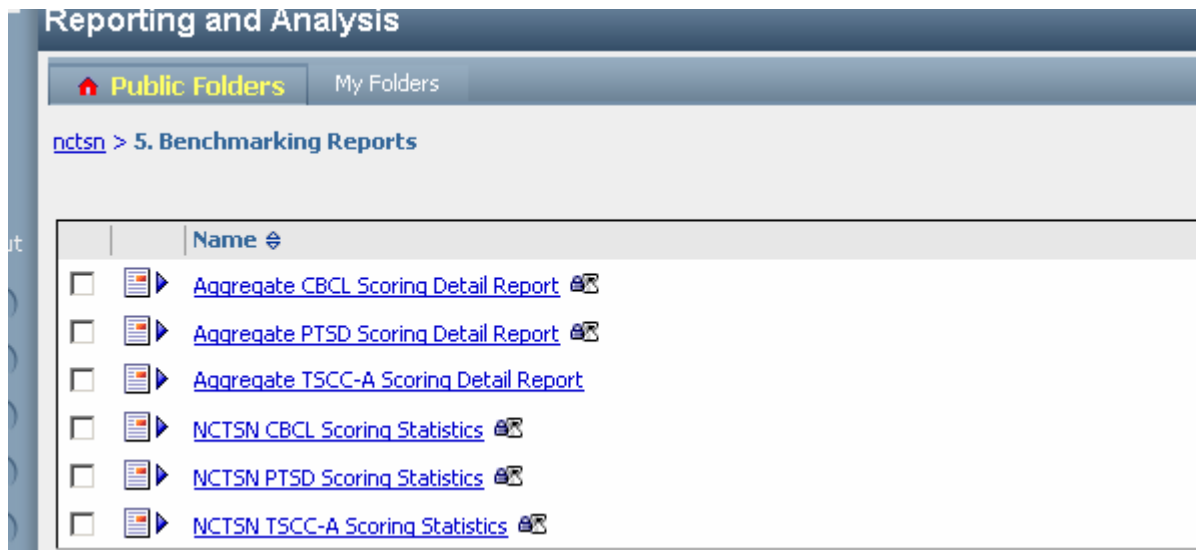 Reporting and Analysis
Public Folders My Folders
nctsn > 5. Benchmarking Reports
Name
ut
Aggregate CBCL Scoring Detail Report
Aggregate PTSD Scoring Detail Report
Aggregate TSCC-A Scoring Detail Report
NCTSN CBCL Scoring Statistics
NCTSN PTSD Scoring Statistics
NCTSN TSCC-A Scoring Statistics